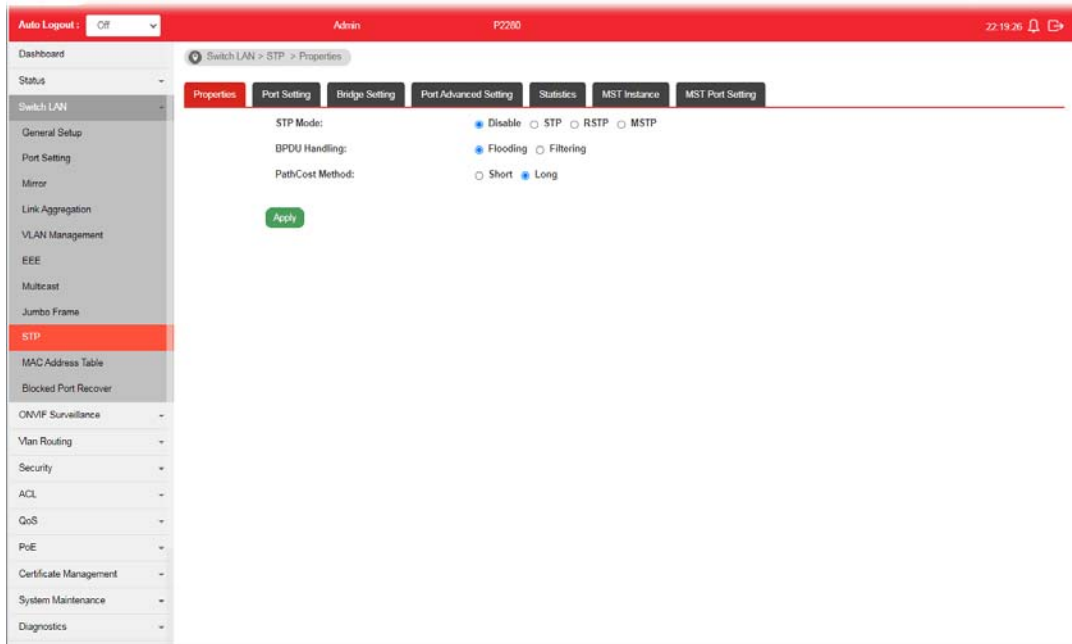 Auto Logout : Off Admin P2280 22:19:26
Dashboard
Status
Switch LAN
General Setup
Port Setting
Mirror
Link Aggregation
VLAN Management
EEE
Multicast
Jumbo Frame
STP
MAC Address Table
Blocked Port Recover
ONVIF Surveillance
Vlan Routing
Security
ACL
QoS
PoE
Certificate Management
System Maintenance
Diagnostics
Switch LAN > STP > Properties
Properties Port Setting Bridge Setting Port Advanced Setting Statistics MST Instance MST Port Setting
STP Mode: Disable STP RSTP MSTP
BPDU Handling: Flooding Filtering
PathCost Method: Short Long
Apply